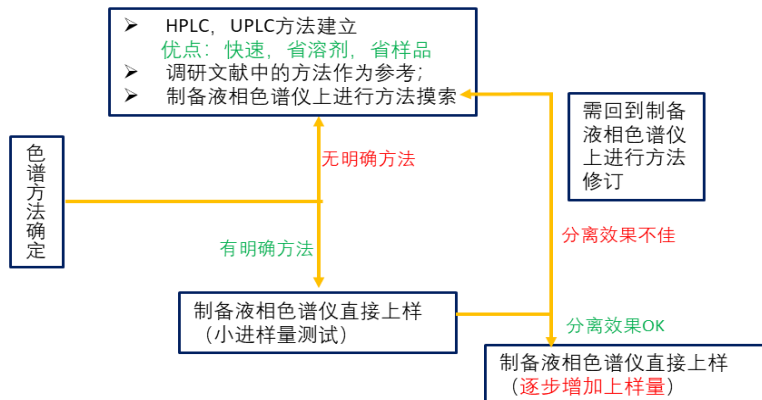 ➢ HPLC，UPLC方法建立
优点：快速，省溶剂，省样品
➢ 调研文献中的方法作为参考；
➢ 制备液相色谱仪上进行方法摸索
需回到制备
液相色谱仪
上进行方法
修订
色
谱
方
法
确
定
无明确方法
有明确方法
分离效果不佳
制备液相色谱仪直接上样
（小进样量测试）
分离效果OK
制备液相色谱仪直接上样
（逐步增加上样量）